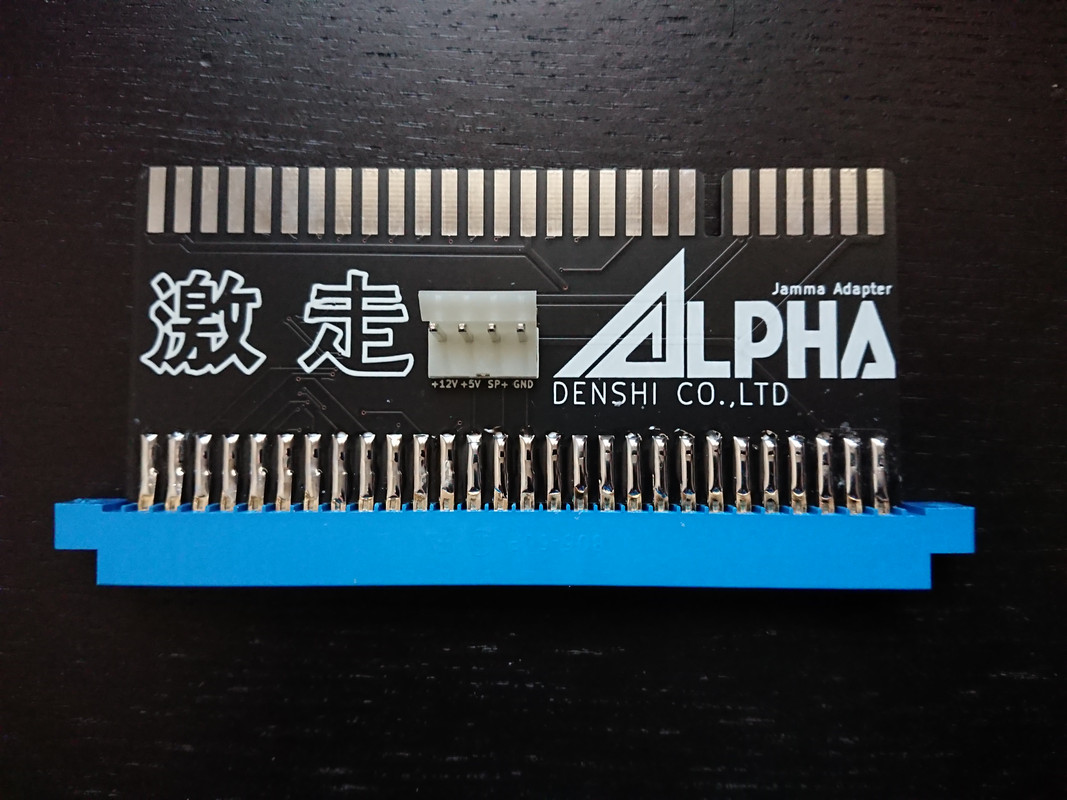 激走
Jamma Adapter
ALPHA
DENSHI CO.,LTD
+12V +5V SP+ GND